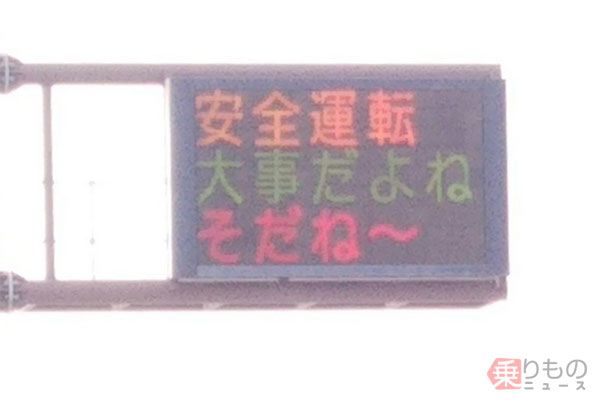 安全運転
大事だよね
そだね～
乗りもの
ニュース